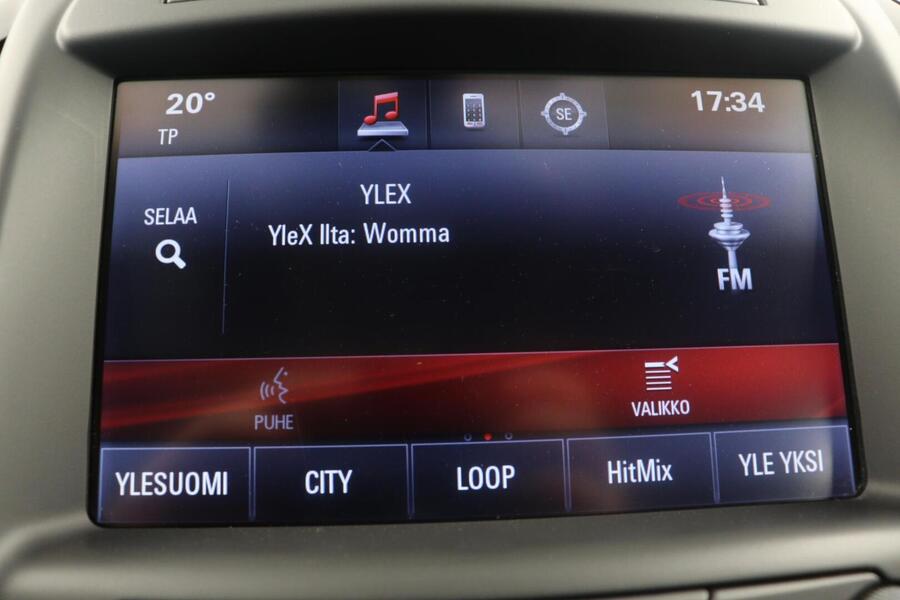 20°
TP
SE
17:34
SELAA
YLEX
YleX Ilta: Womma
FM
PUHE
VALIKKO
YLESUOMI
CITY
LOOP
HitMix
YLE YKSI